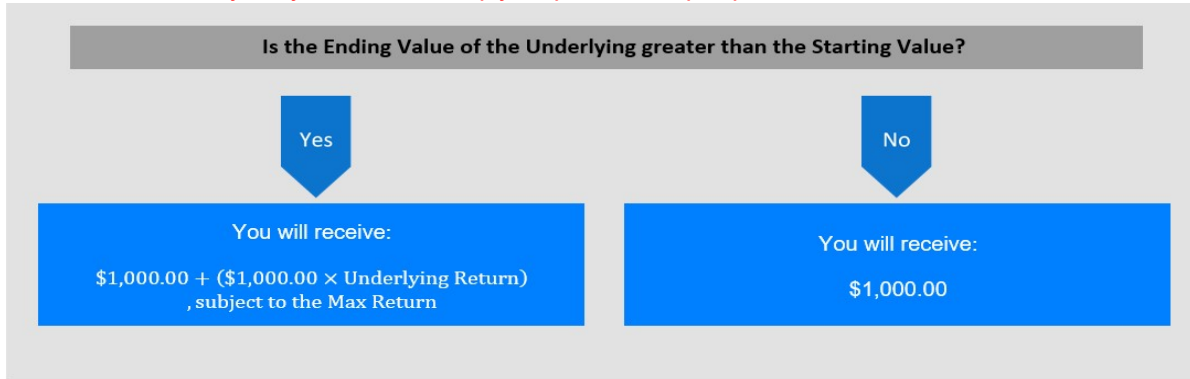 Is the Ending Value of the Underlying greater than the Starting Value?
Yes
No
You will receive:
$1,000.00 + ($1,000.00 × Underlying Return)
, subject to the Max Return
You will receive:
$1,000.00